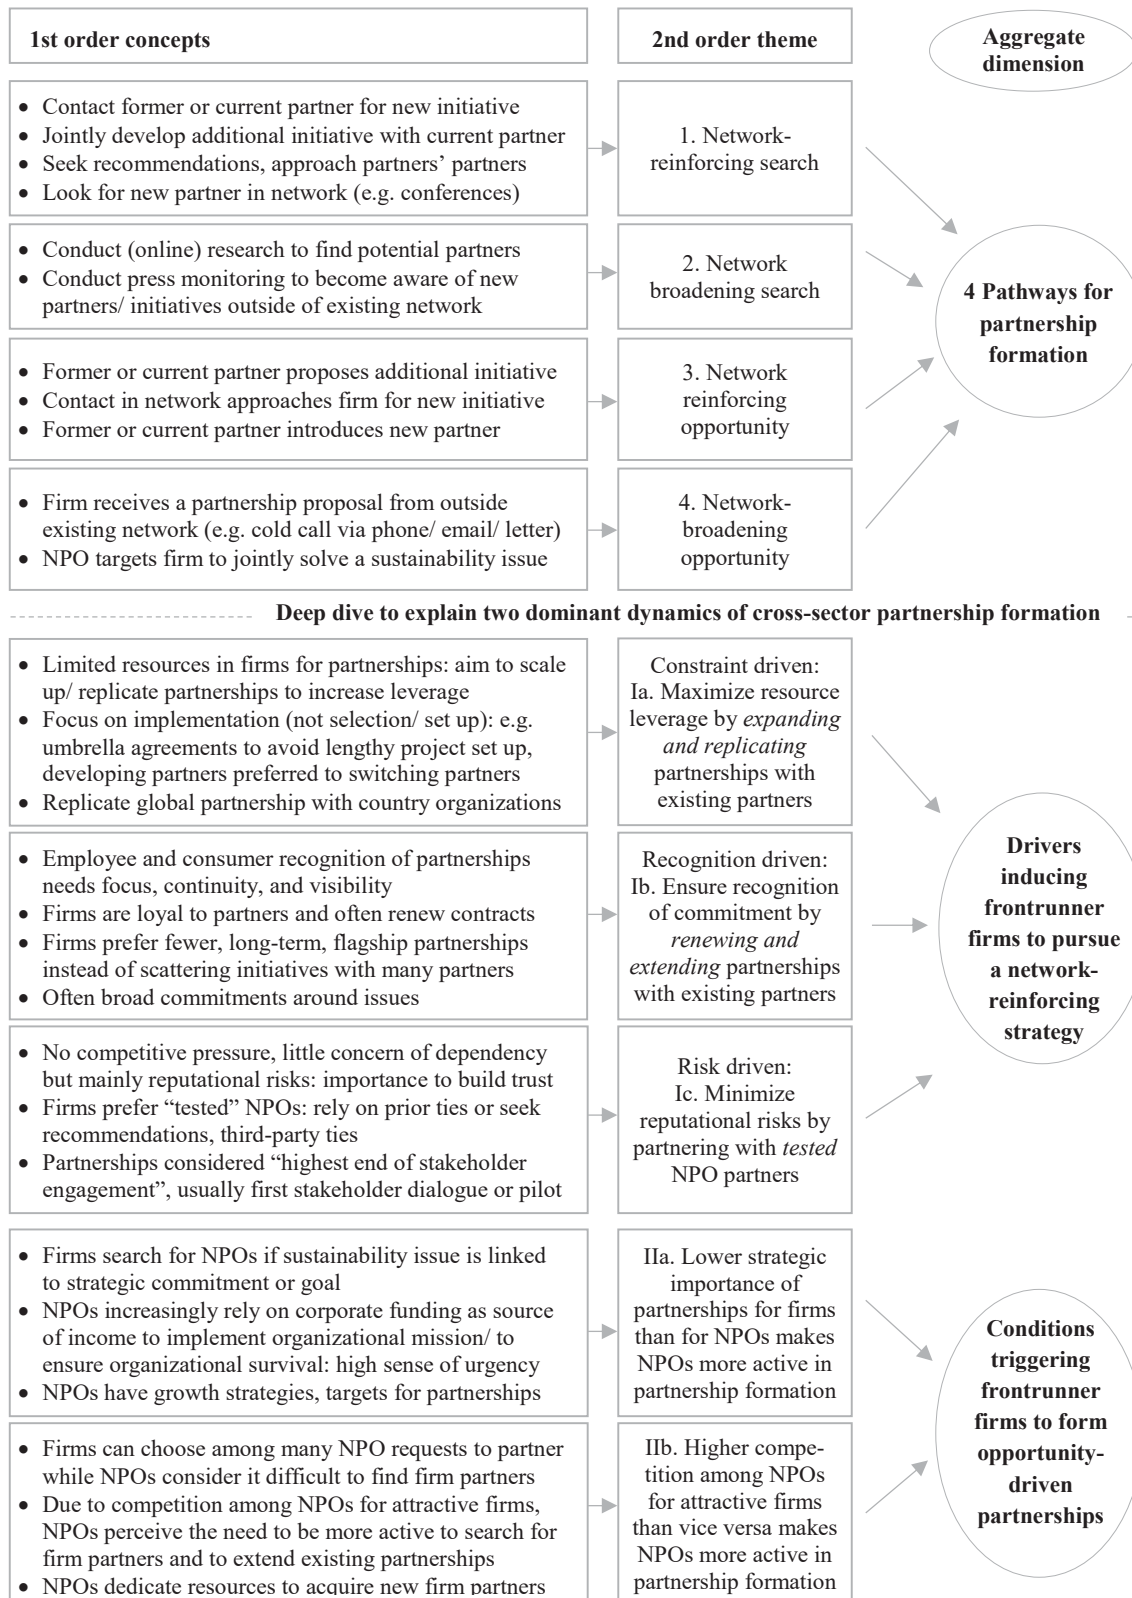 1st order concepts
2nd order theme
Aggregate
dimension
• Contact former or current partner for new initiative
• Jointly develop additional initiative with current partner
• Seek recommendations, approach partners’ partners
• Look for new partner in network (e.g. conferences)
1. Network-
reinforcing search
• Conduct (online) research to find potential partners
• Conduct press monitoring to become aware of new
partners/ initiatives outside of existing network
2. Network
broadening search
• Former or current partner proposes additional initiative
• Contact in network approaches firm for new initiative
• Former or current partner introduces new partner
3. Network
reinforcing
opportunity
• Firm receives a partnership proposal from outside
existing network (e.g. cold call via phone/ email/ letter)
• NPO targets firm to jointly solve a sustainability issue
4. Network-
broadening
opportunity
4 Pathways for
partnership
formation
Deep dive to explain two dominant dynamics of cross-sector partnership formation
• Limited resources in firms for partnerships: aim to scale
up/ replicate partnerships to increase leverage
• Focus on implementation (not selection/ set up): e.g.
umbrella agreements to avoid lengthy project set up,
developing partners preferred to switching partners
• Replicate global partnership with country organizations
Constraint driven:
Ia. Maximize resource
leverage by expanding
and replicating
partnerships with
existing partners
• Employee and consumer recognition of partnerships
needs focus, continuity, and visibility
• Firms are loyal to partners and often renew contracts
• Firms prefer fewer, long-term, flagship partnerships
instead of scattering initiatives with many partners
• Often broad commitments around issues
Recognition driven:
Ib. Ensure recognition
of commitment by
renewing and
extending partnerships
with existing partners
• No competitive pressure, little concern of dependency
but mainly reputational risks: importance to build trust
• Firms prefer “tested” NPOs: rely on prior ties or seek
recommendations, third-party ties
• Partnerships considered “highest end of stakeholder
engagement”, usually first stakeholder dialogue or pilot
Risk driven:
Ic. Minimize
reputational risks by
partnering with tested
NPO partners
Drivers
inducing
frontrunner
firms to pursue
a network-
reinforcing
strategy
• Firms search for NPOs if sustainability issue is linked
to strategic commitment or goal
• NPOs increasingly rely on corporate funding as source
of income to implement organizational mission/ to
ensure organizational survival: high sense of urgency
• NPOs have growth strategies, targets for partnerships
IIa. Lower strategic
importance of
partnerships for firms
than for NPOs makes
NPOs more active in
partnership formation
• Firms can choose among many NPO requests to partner
while NPOs consider it difficult to find firm partners
• Due to competition among NPOs for attractive firms,
NPOs perceive the need to be more active to search for
firm partners and to extend existing partnerships
• NPOs dedicate resources to acquire new firm partners
IIb. Higher compe-
tition among NPOs
for attractive firms
than vice versa makes
NPOs more active in
partnership formation
Conditions
triggering
frontrunner
firms to form
opportunity-
driven
partnerships